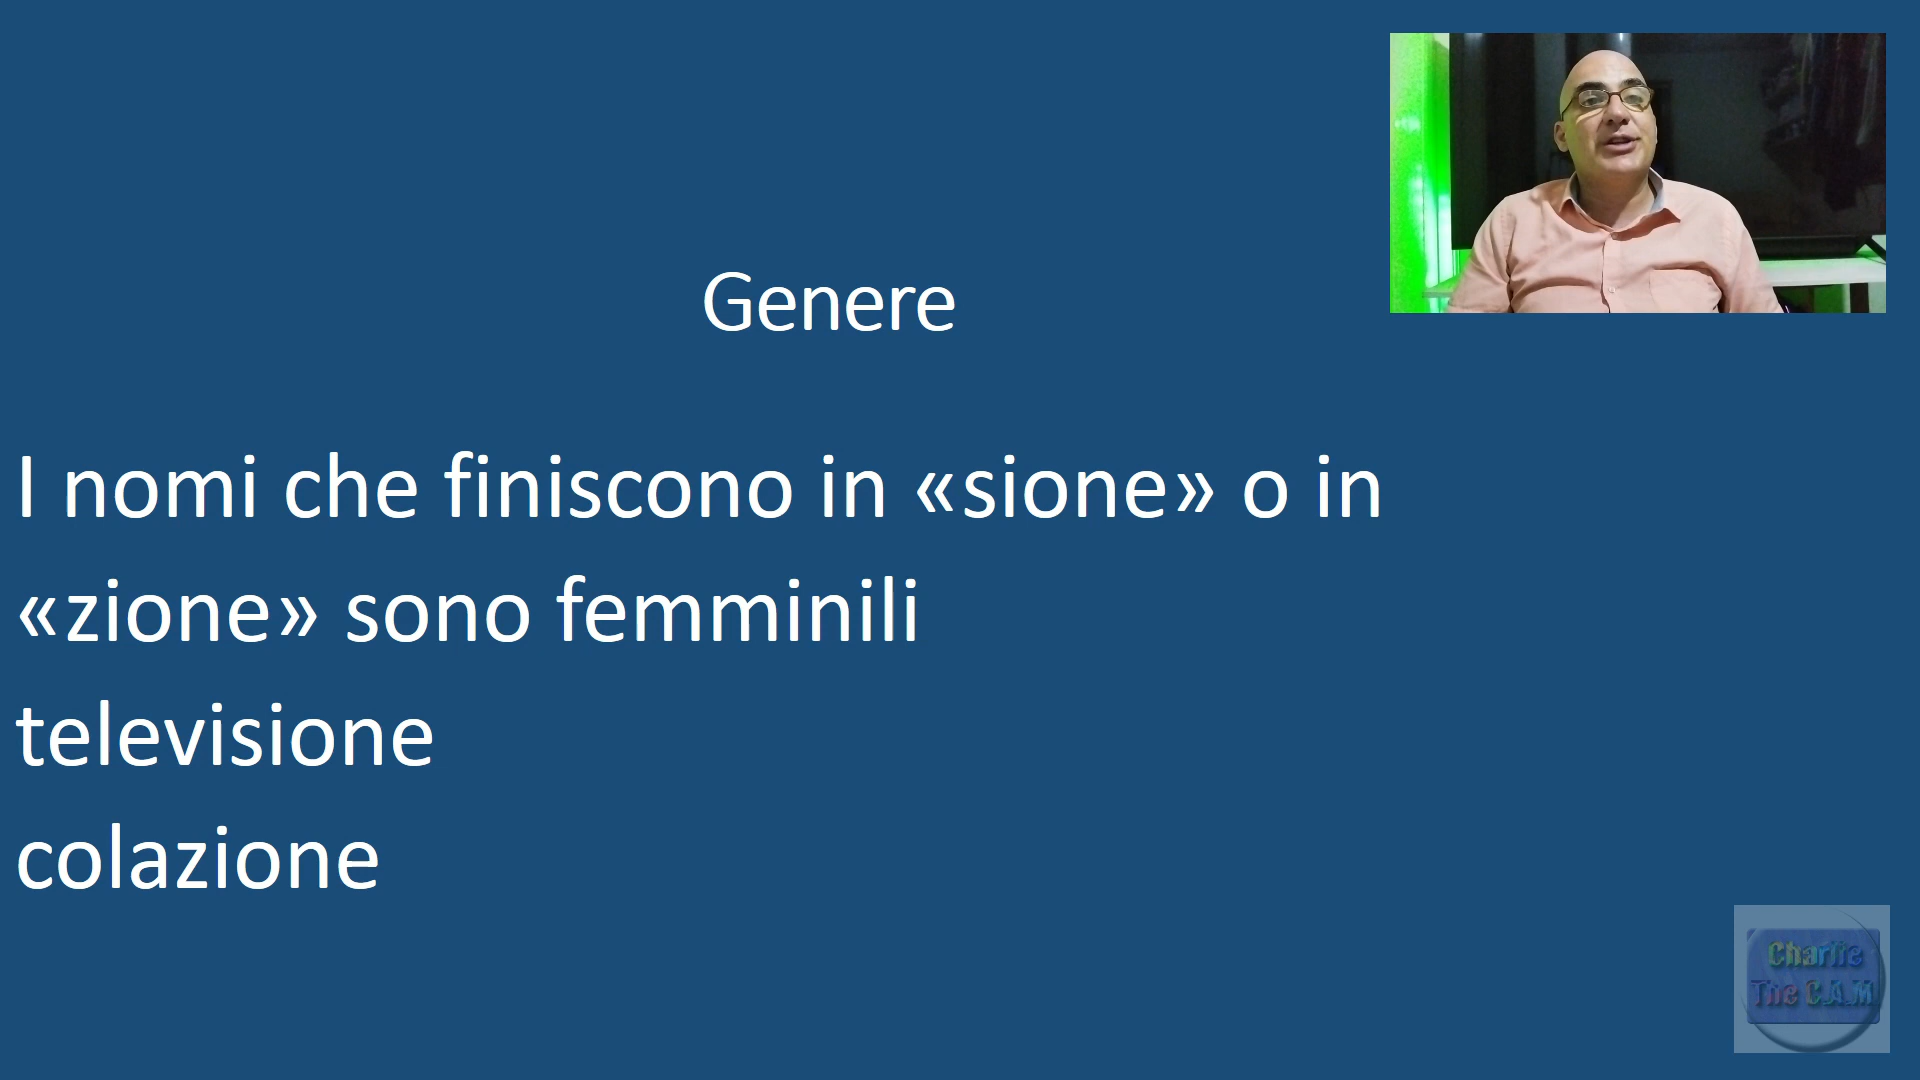 Genere
I nomi che finiscono in «sione» o in
«zione» sono femminili
televisione
colazione
Charlie
The C.A.M